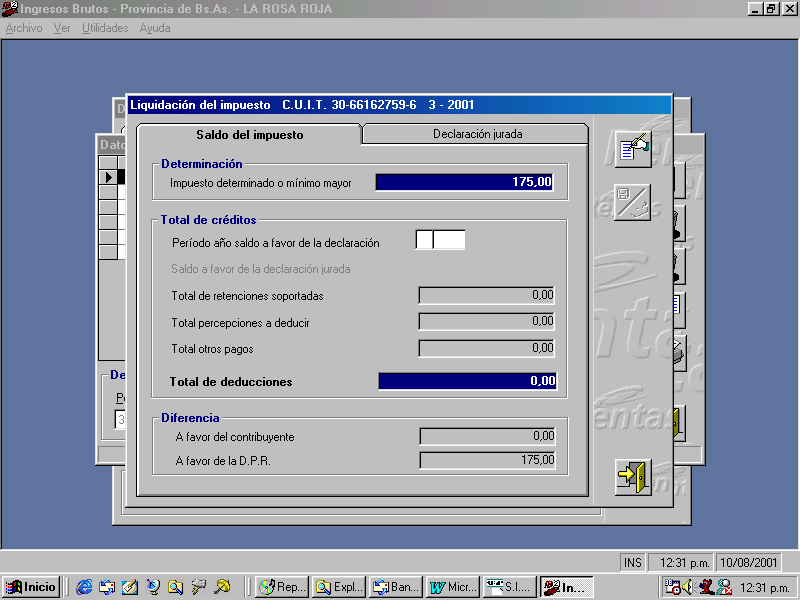 Ingresos Brutos - Provincia de Bs.As. - LA ROSA ROJA
Archivo Ver Utilidades Ayuda
Liquidación del impuesto C.U.I.T. 30-66162759-6 3 - 2001
Saldo del impuesto Declaración jurada
Determinación
Impuesto determinado o mínimo mayor 175,00
Total de créditos
Período año saldo a favor de la declaración
Saldo a favor de la declaración jurada
Total de retenciones soportadas 0,00
Total percepciones a deducir 0,00
Total otros pagos 0,00
Total de deducciones 0,00
Diferencia
A favor del contribuyente 0,00
A favor de la D.P.R. 175,00
INS 12:31 p.m. 10/08/2001
Inicio Rep... Expl... Ban... Micr... S.I.... In... 12:31 p.m.